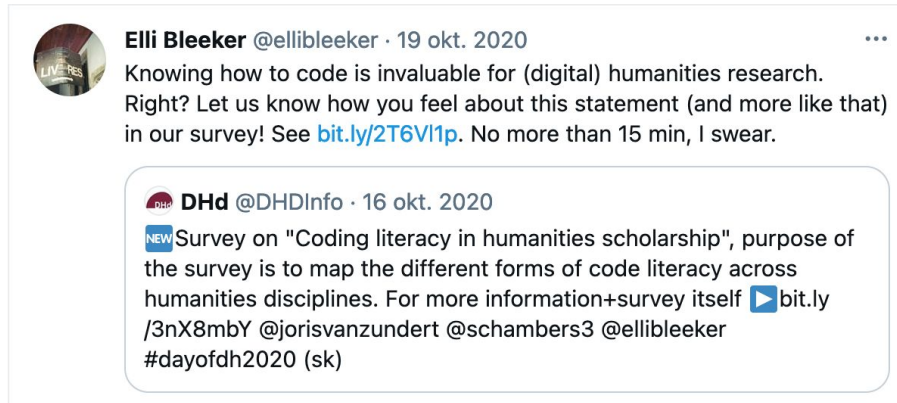 LIVE RES
Elli Bleeker @ellibleeker · 19 okt. 2020
Knowing how to code is invaluable for (digital) humanities research.
Right? Let us know how you feel about this statement (and more like that)
in our survey! See bit.ly/2T6Vl1p. No more than 15 min, I swear.
DHd
DHd @DHDInfo · 16 okt. 2020
NEW Survey on "Coding literacy in humanities scholarship", purpose of
the survey is to map the different forms of code literacy across
humanities disciplines. For more information+survey itself ▶bit.ly
/3nX8mbY @jorisvanzundert @schambers3 @ellibleeker
#dayofdh2020 (sk)